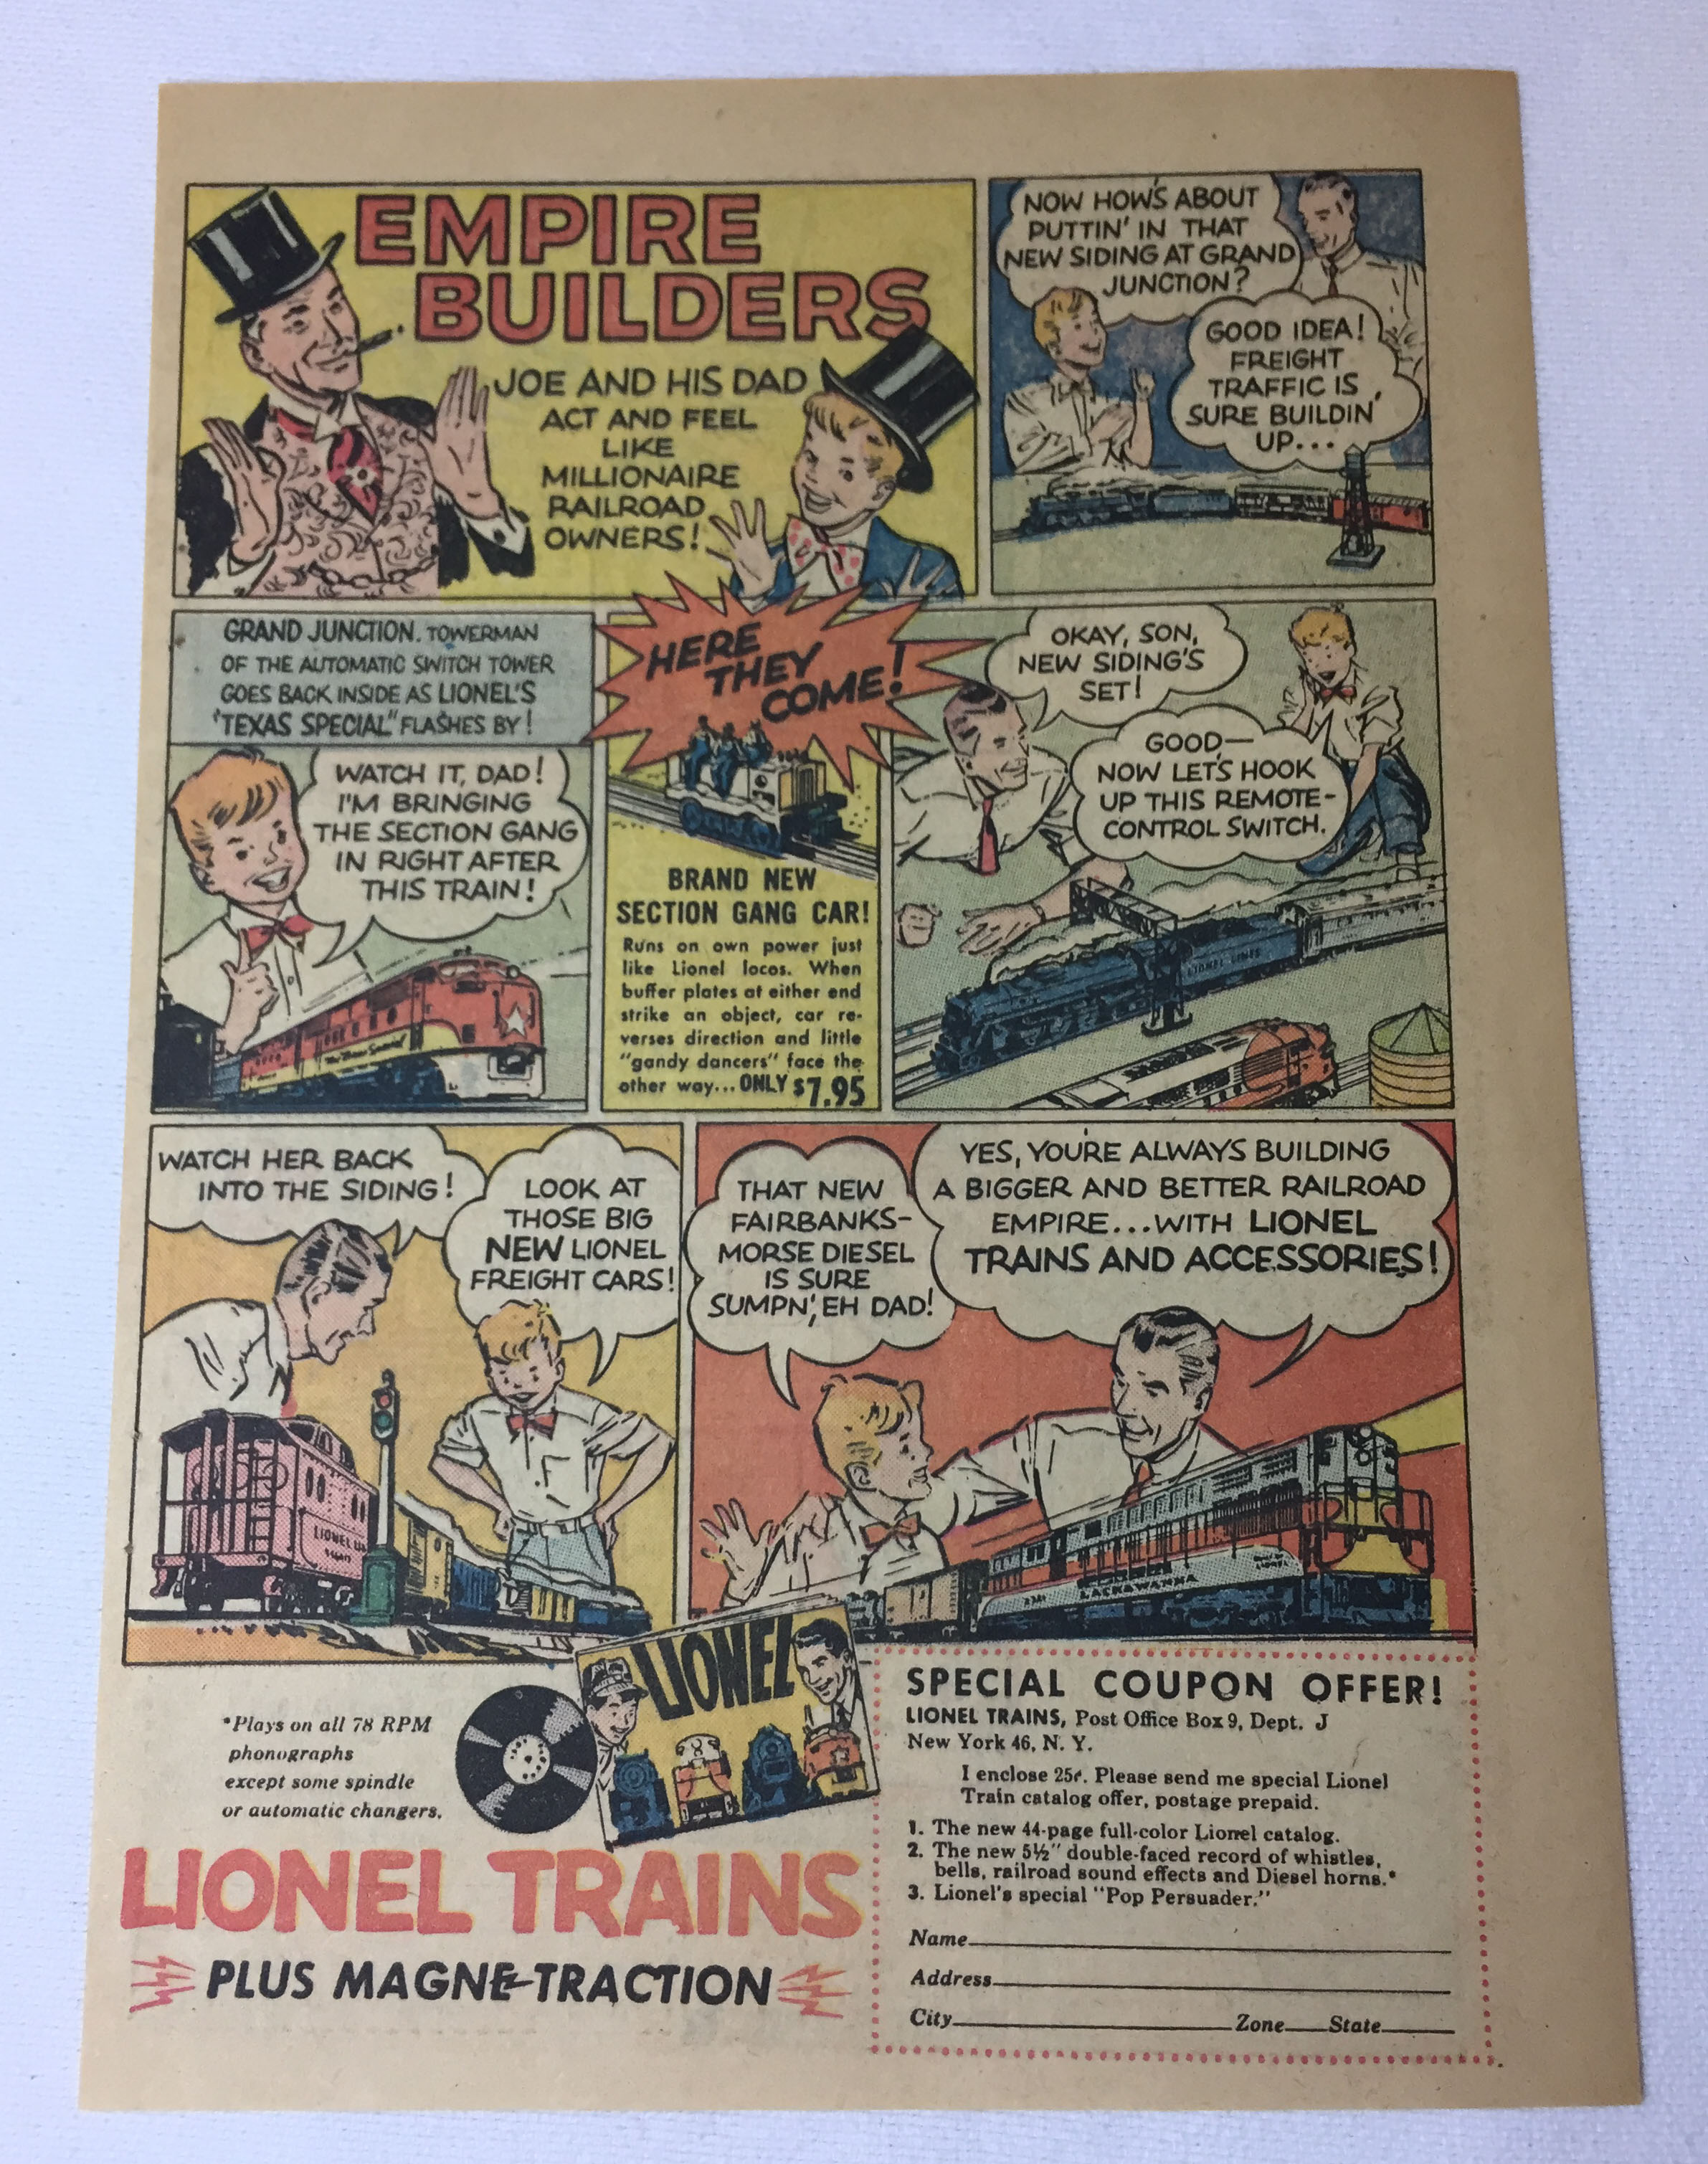 EMPIRE
BUILDERS
JOE AND HIS DAD
ACT AND FEEL
LIKE
MILLIONAIRE
RAILROAD
OWNERS!
NOW HOW'S ABOUT
PUTTIN' IN THAT
NEW SIDING AT GRAND
JUNCTION?
GOOD IDEA!
FREIGHT
TRAFFIC IS
SURE BUILDIN'
UP...
GRAND JUNCTION. TOWERMAN
OF THE AUTOMATIC SWITCH TOWER
GOES BACK INSIDE AS LIONEL'S
"TEXAS SPECIAL" FLASHES BY!
WATCH IT, DAD!
I'M BRINGING
THE SECTION GANG
IN RIGHT AFTER
THIS TRAIN!
The Texas Special
HERE
THEY
COME!
BRAND NEW
SECTION GANG CAR!
Runs on own power just
like Lionel locos. When
buffer plates at either end
strike an object, car re-
verses direction and little
"gandy dancers" face the
other way... ONLY $7.95
OKAY, SON,
NEW SIDING'S
SET!
GOOD—
NOW LET'S HOOK
UP THIS REMOTE-
CONTROL SWITCH.
LIONEL LINES
WATCH HER BACK
INTO THE SIDING!
LOOK AT
THOSE BIG
NEW LIONEL
FREIGHT CARS!
LIONEL
THAT NEW
FAIRBANKS-
MORSE DIESEL
IS SURE
SUMPN', EH DAD!
YES, YOU'RE ALWAYS BUILDING
A BIGGER AND BETTER RAILROAD
EMPIRE...WITH LIONEL
TRAINS AND ACCESSORIES!
BUILT BY
LIONEL
LACKAWANNA
2321
LIONEL
*Plays on all 78 RPM
phonographs
except some spindle
or automatic changers.
LIONEL TRAINS
PLUS MAGNE-TRACTION
SPECIAL COUPON OFFER!
LIONEL TRAINS, Post Office Box 9, Dept. J
New York 46, N. Y.
I enclose 25¢. Please send me special Lionel
Train catalog offer, postage prepaid.
1. The new 44-page full-color Lionel catalog.
2. The new 5½" double-faced record of whistles,
bells, railroad sound effects and Diesel horns.*
3. Lionel's special "Pop Persuader."
Name
Address
City Zone State